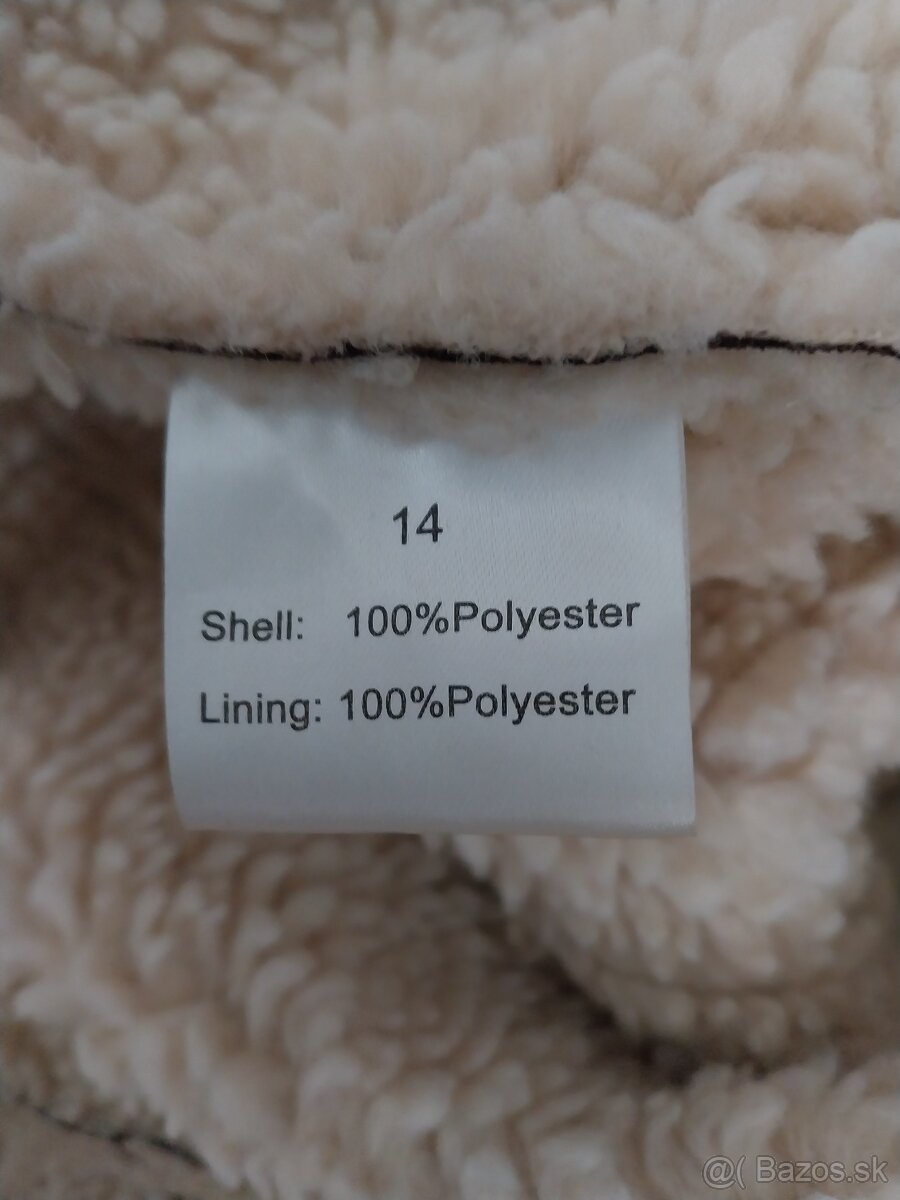 14
Shell: 100%Polyester
Lining: 100%Polyester
@( Bazos.sk